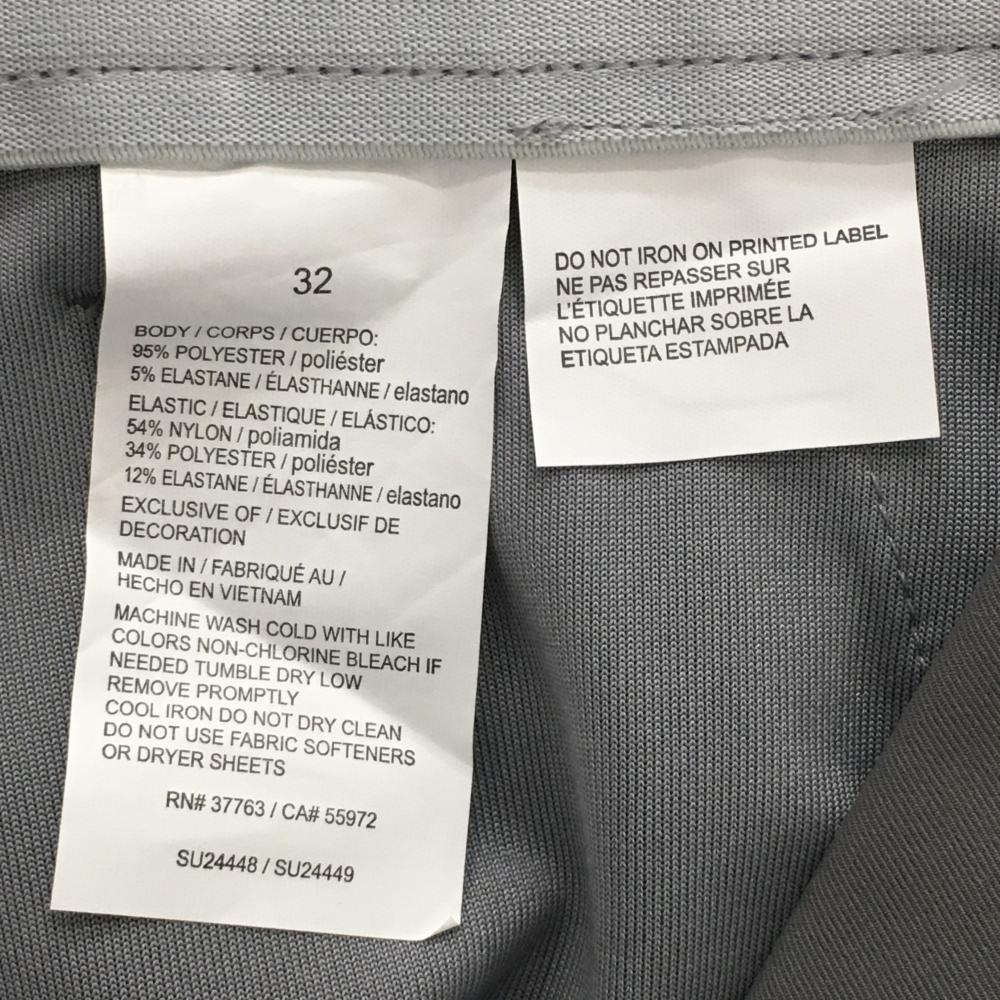 32
BODY / CORPS / CUERPO:
95% POLYESTER / poliéster
5% ELASTANE / ÉLASTHANNE / elastano
ELASTIC / ELASTIQUE / ELÁSTICO:
54% NYLON / poliamida
34% POLYESTER / poliéster
12% ELASTANE / ÉLASTHANNE / elastano
EXCLUSIVE OF / EXCLUSIF DE
DECORATION
MADE IN / FABRIQUÉ AU /
HECHO EN VIETNAM
MACHINE WASH COLD WITH LIKE
COLORS NON-CHLORINE BLEACH IF
NEEDED TUMBLE DRY LOW
REMOVE PROMPTLY
COOL IRON DO NOT DRY CLEAN
DO NOT USE FABRIC SOFTENERS
OR DRYER SHEETS
RN# 37763 / CA# 55972
SU24448 / SU24449
DO NOT IRON ON PRINTED LABEL
NE PAS REPASSER SUR
L'ÉTIQUETTE IMPRIMÉE
NO PLANCHAR SOBRE LA
ETIQUETA ESTAMPADA